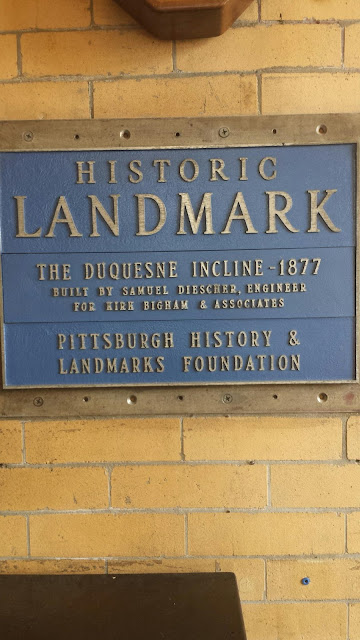 HISTORIC
LANDMARK
THE DUQUESNE INCLINE-1877
BUILT BY SAMUEL DIESCHER, ENGINEER
FOR KIRK BIGHAM & ASSOCIATES
PITTSBURGH HISTORY &
LANDMARKS FOUNDATION